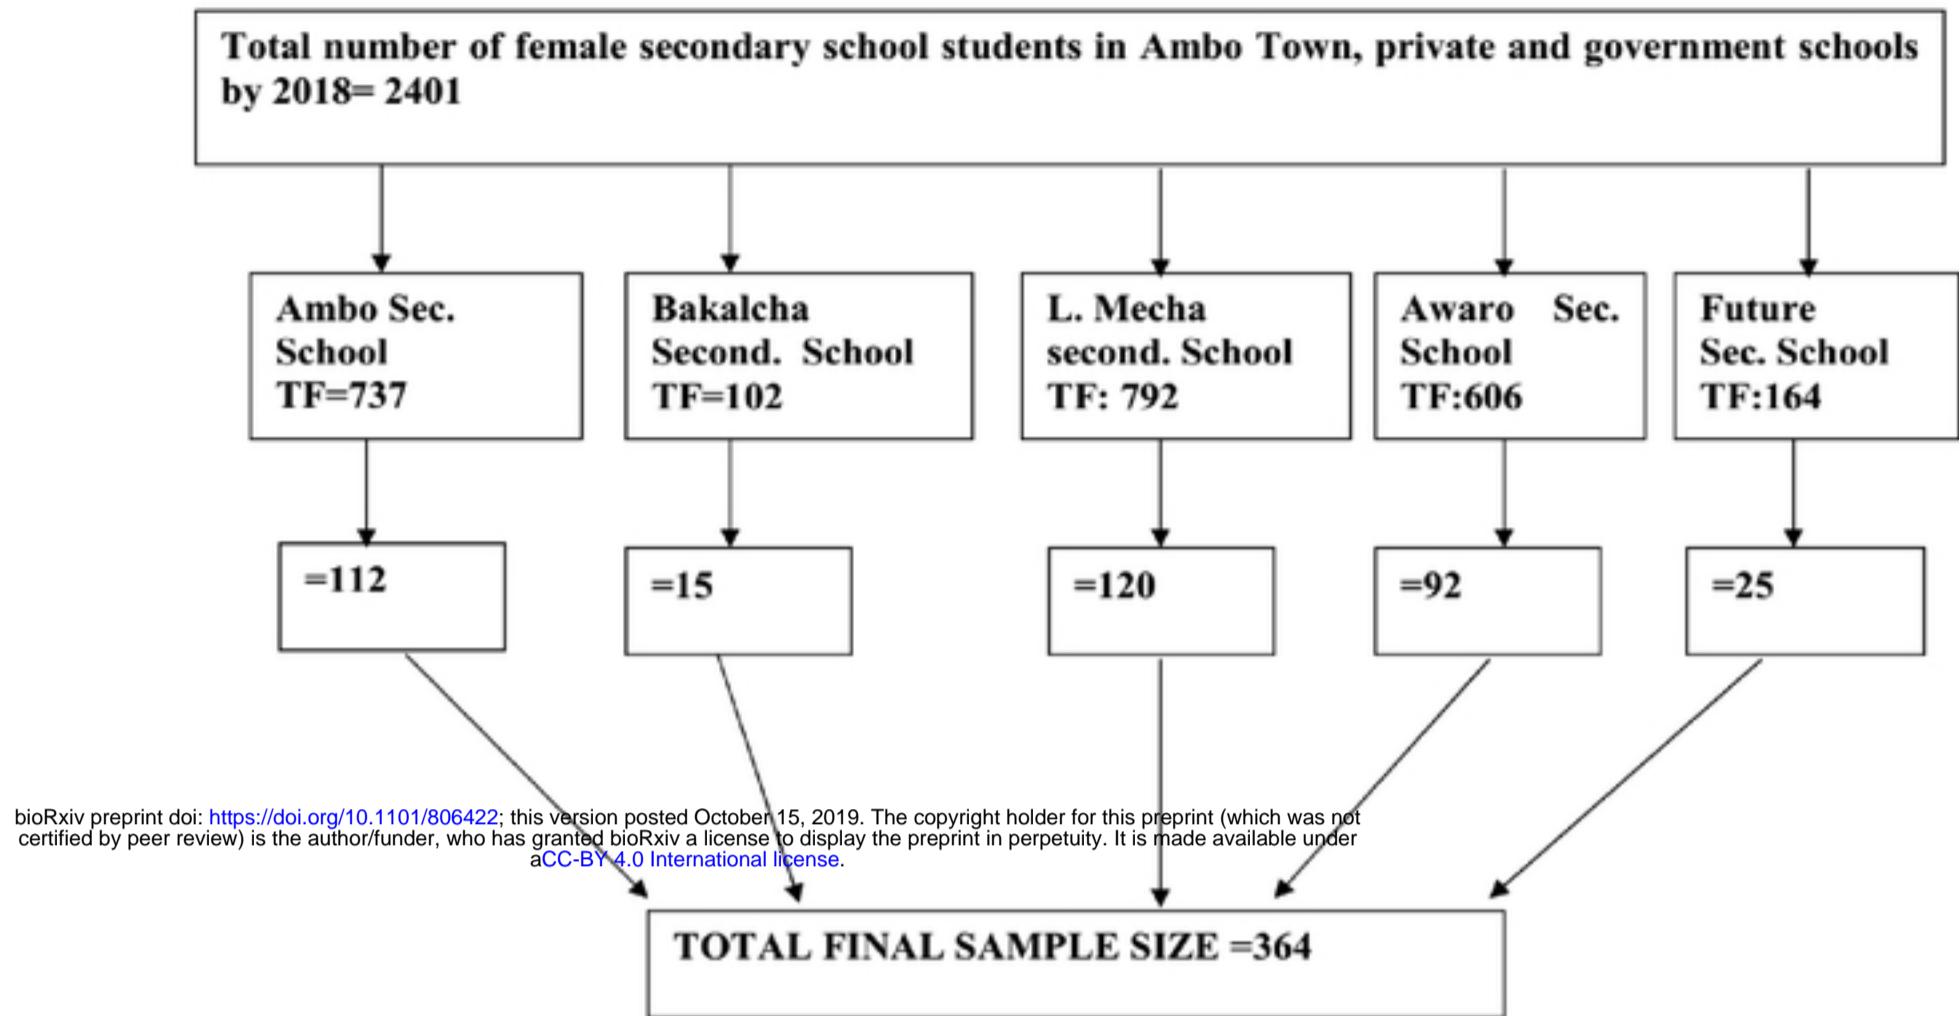 Total number of female secondary school students in Ambo Town, private and government schools
by 2018= 2401
Ambo Sec.
School
TF=737
Bakalcha
Second. School
TF=102
L. Mecha
second. School
TF: 792
Awaro Sec.
School
TF:606
Future
Sec. School
TF:164
=112
=15
=120
=92
=25
bioRxiv preprint doi: https://doi.org/10.1101/806422; this version posted October 15, 2019. The copyright holder for this preprint (which was not
certified by peer review) is the author/funder, who has granted bioRxiv a license to display the preprint in perpetuity. It is made available under
aCC-BY 4.0 International license.
TOTAL FINAL SAMPLE SIZE =364